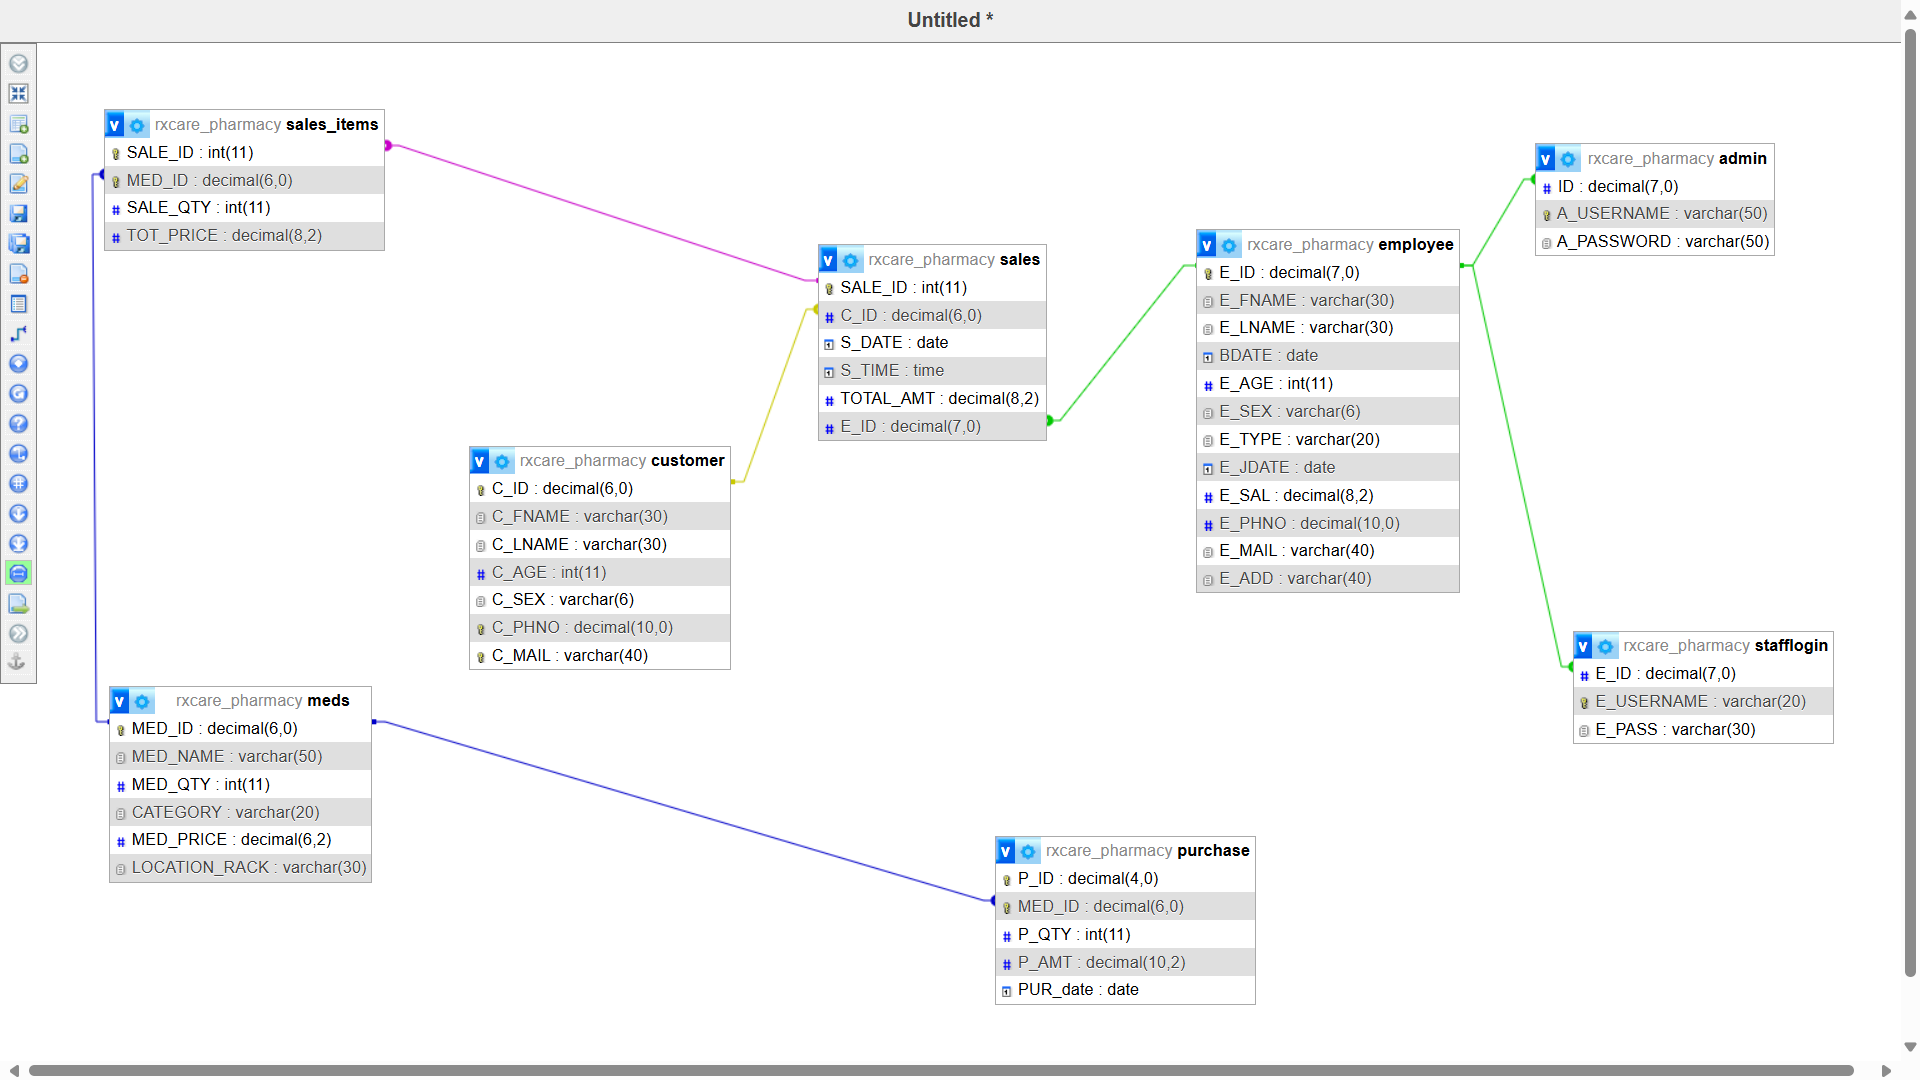 Untitled *
v rxcare_pharmacy sales_items
SALE_ID : int(11)
MED_ID : decimal(6,0)
# SALE_QTY : int(11)
# TOT_PRICE : decimal(8,2)
v rxcare_pharmacy admin
# ID : decimal(7,0)
A_USERNAME : varchar(50)
A_PASSWORD : varchar(50)
v rxcare_pharmacy sales
SALE_ID : int(11)
# C_ID : decimal(6,0)
S_DATE : date
S_TIME : time
# TOTAL_AMT : decimal(8,2)
# E_ID : decimal(7,0)
v rxcare_pharmacy employee
E_ID : decimal(7,0)
E_FNAME : varchar(30)
E_LNAME : varchar(30)
BDATE : date
# E_AGE : int(11)
E_SEX : varchar(6)
E_TYPE : varchar(20)
E_JDATE : date
# E_SAL : decimal(8,2)
# E_PHNO : decimal(10,0)
E_MAIL : varchar(40)
E_ADD : varchar(40)
v rxcare_pharmacy customer
C_ID : decimal(6,0)
C_FNAME : varchar(30)
C_LNAME : varchar(30)
# C_AGE : int(11)
C_SEX : varchar(6)
C_PHNO : decimal(10,0)
C_MAIL : varchar(40)
v rxcare_pharmacy stafflogin
# E_ID : decimal(7,0)
E_USERNAME : varchar(20)
E_PASS : varchar(30)
v rxcare_pharmacy meds
MED_ID : decimal(6,0)
MED_NAME : varchar(50)
# MED_QTY : int(11)
CATEGORY : varchar(20)
# MED_PRICE : decimal(6,2)
LOCATION_RACK : varchar(30)
v rxcare_pharmacy purchase
P_ID : decimal(4,0)
MED_ID : decimal(6,0)
# P_QTY : int(11)
# P_AMT : decimal(10,2)
PUR_date : date